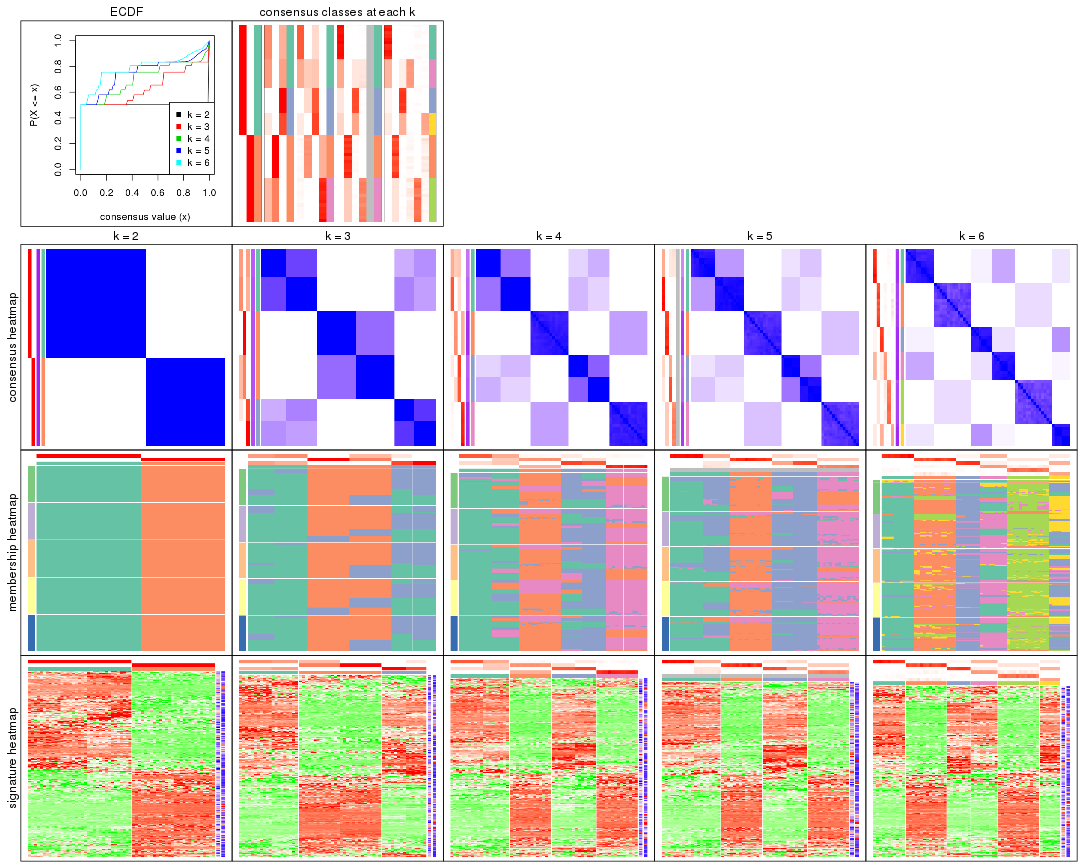 ECDF
consensus classes at each k
P(X <= x)
0.0 0.2 0.4 0.6 0.8 1.0
k = 2
k = 3
k = 4
k = 5
k = 6
0.0 0.2 0.4 0.6 0.8 1.0
consensus value (x)
k = 2 k = 3 k = 4 k = 5 k = 6
consensus heatmap
membership heatmap
signature heatmap